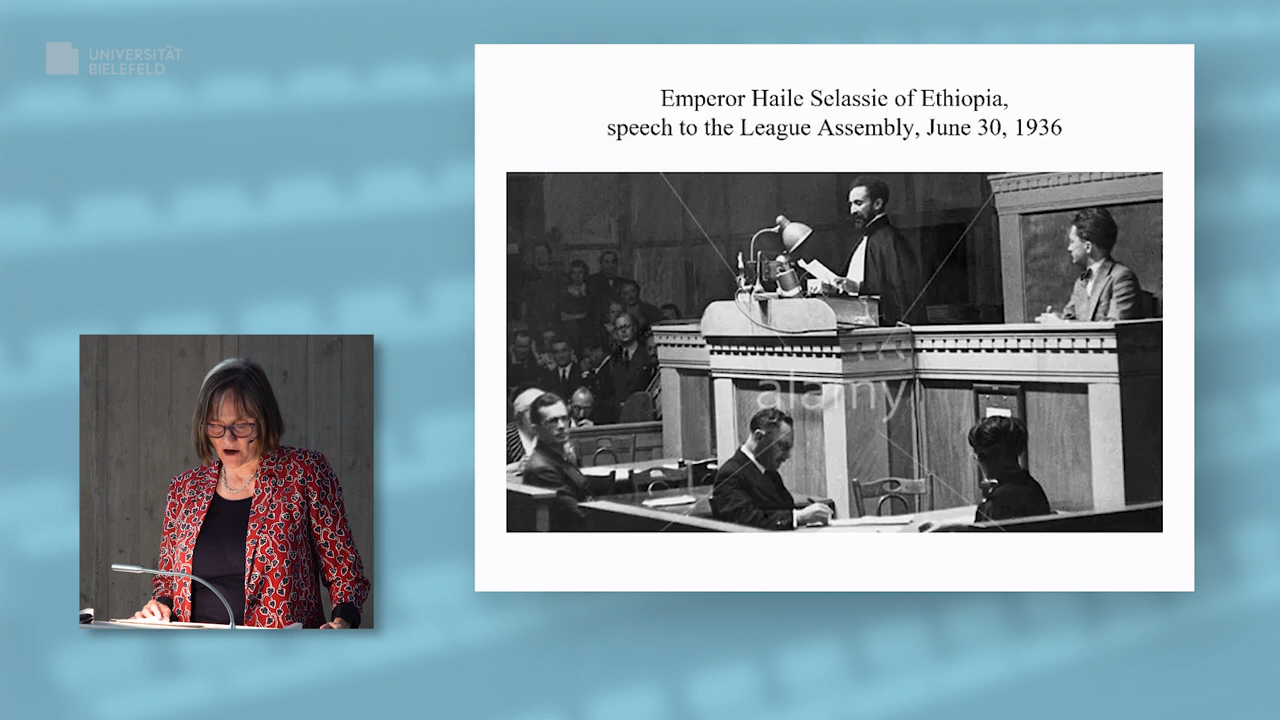 UNIVERSITÄT
BIELEFELD
Emperor Haile Selassie of Ethiopia,
speech to the League Assembly, June 30, 1936
alamy